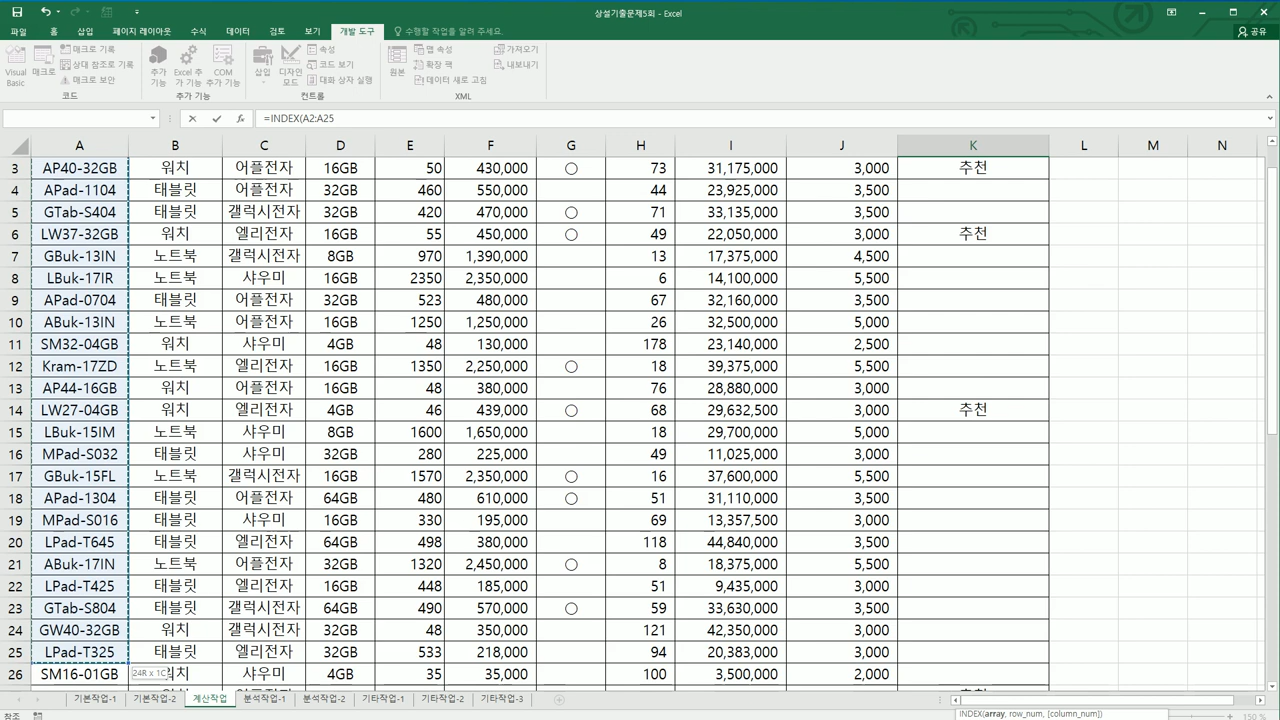 상설기출문제5회 - Excel
파일 홈 삽입 페이지 레이아웃 수식 데이터 검토 보기 개발 도구 수행할 작업을 알려 주세요. 공유
Visual Basic 매크로 매크로 기록 상대 참조로 기록 매크로 보안 추가 기능 Excel 추가 기능 COM 추가 기능 삽입 디자인 모드 속성 코드 보기 대화 상자 실행 원본 맵 속성 확장 팩 데이터 새로 고침 가져오기 내보내기
코드 추가 기능 컨트롤 XML
fx =INDEX(A2:A25
A B C D E F G H I J K L M N
3 AP40-32GB 워치 어플전자 16GB 50 430,000 ○ 73 31,175,000 3,000 추천
4 APad-1104 태블릿 어플전자 32GB 460 550,000 44 23,925,000 3,500
5 GTab-S404 태블릿 갤럭시전자 32GB 420 470,000 ○ 71 33,135,000 3,500
6 LW37-32GB 워치 엘리전자 16GB 55 450,000 ○ 49 22,050,000 3,000 추천
7 GBuk-13IN 노트북 갤럭시전자 8GB 970 1,390,000 13 17,375,000 4,500
8 LBuk-17IR 노트북 샤우미 16GB 2350 2,350,000 6 14,100,000 5,500
9 APad-0704 태블릿 어플전자 32GB 523 480,000 67 32,160,000 3,500
10 ABuk-13IN 노트북 어플전자 16GB 1250 1,250,000 26 32,500,000 5,000
11 SM32-04GB 워치 샤우미 4GB 48 130,000 178 23,140,000 2,500
12 Kram-17ZD 노트북 엘리전자 16GB 1350 2,250,000 ○ 18 39,375,000 5,500
13 AP44-16GB 워치 어플전자 16GB 48 380,000 76 28,880,000 3,000
14 LW27-04GB 워치 엘리전자 4GB 46 439,000 ○ 68 29,632,500 3,000 추천
15 LBuk-15IM 노트북 샤우미 8GB 1600 1,650,000 18 29,700,000 5,000
16 MPad-S032 태블릿 샤우미 32GB 280 225,000 49 11,025,000 3,000
17 GBuk-15FL 노트북 갤럭시전자 16GB 1570 2,350,000 ○ 16 37,600,000 5,500
18 APad-1304 태블릿 어플전자 64GB 480 610,000 ○ 51 31,110,000 3,500
19 MPad-S016 태블릿 샤우미 16GB 330 195,000 69 13,357,500 3,000
20 LPad-T645 태블릿 엘리전자 64GB 498 380,000 118 44,840,000 3,000
21 ABuk-17IN 노트북 어플전자 32GB 1320 2,450,000 ○ 8 18,375,000 5,500
22 LPad-T425 태블릿 엘리전자 16GB 448 185,000 51 9,435,000 3,000
23 GTab-S804 태블릿 갤럭시전자 64GB 490 570,000 ○ 59 33,630,000 3,500
24 GW40-32GB 워치 갤럭시전자 32GB 48 350,000 121 42,350,000 3,000
25 LPad-T325 태블릿 엘리전자 32GB 533 218,000 94 20,383,000 3,000
26 SM16-01GB 24R x 1C 워치 샤우미 4GB 35 35,000 100 3,500,000 2,000
기본작업-1 기본작업-2 계산작업 분석작업-1 분석작업-2 기타작업-1 기타작업-2 기타작업-3
참조 INDEX(array, row_num, [column_num]) 150 %